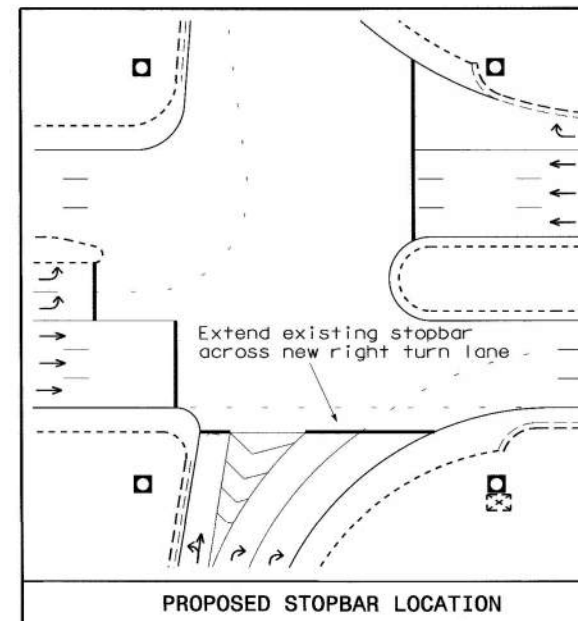 Extend existing stopbar
across new right turn lane
PROPOSED STOPBAR LOCATION